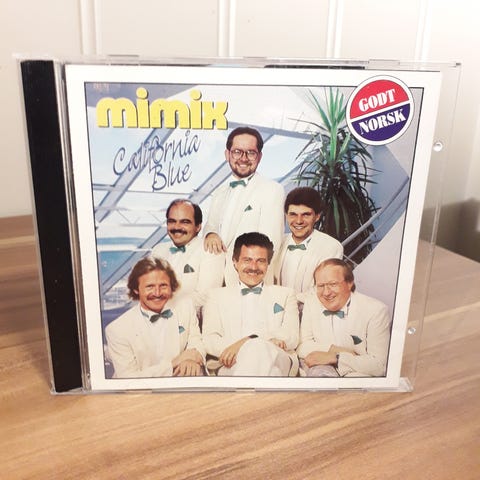 mimix
California
Blue
GODT
NORSK